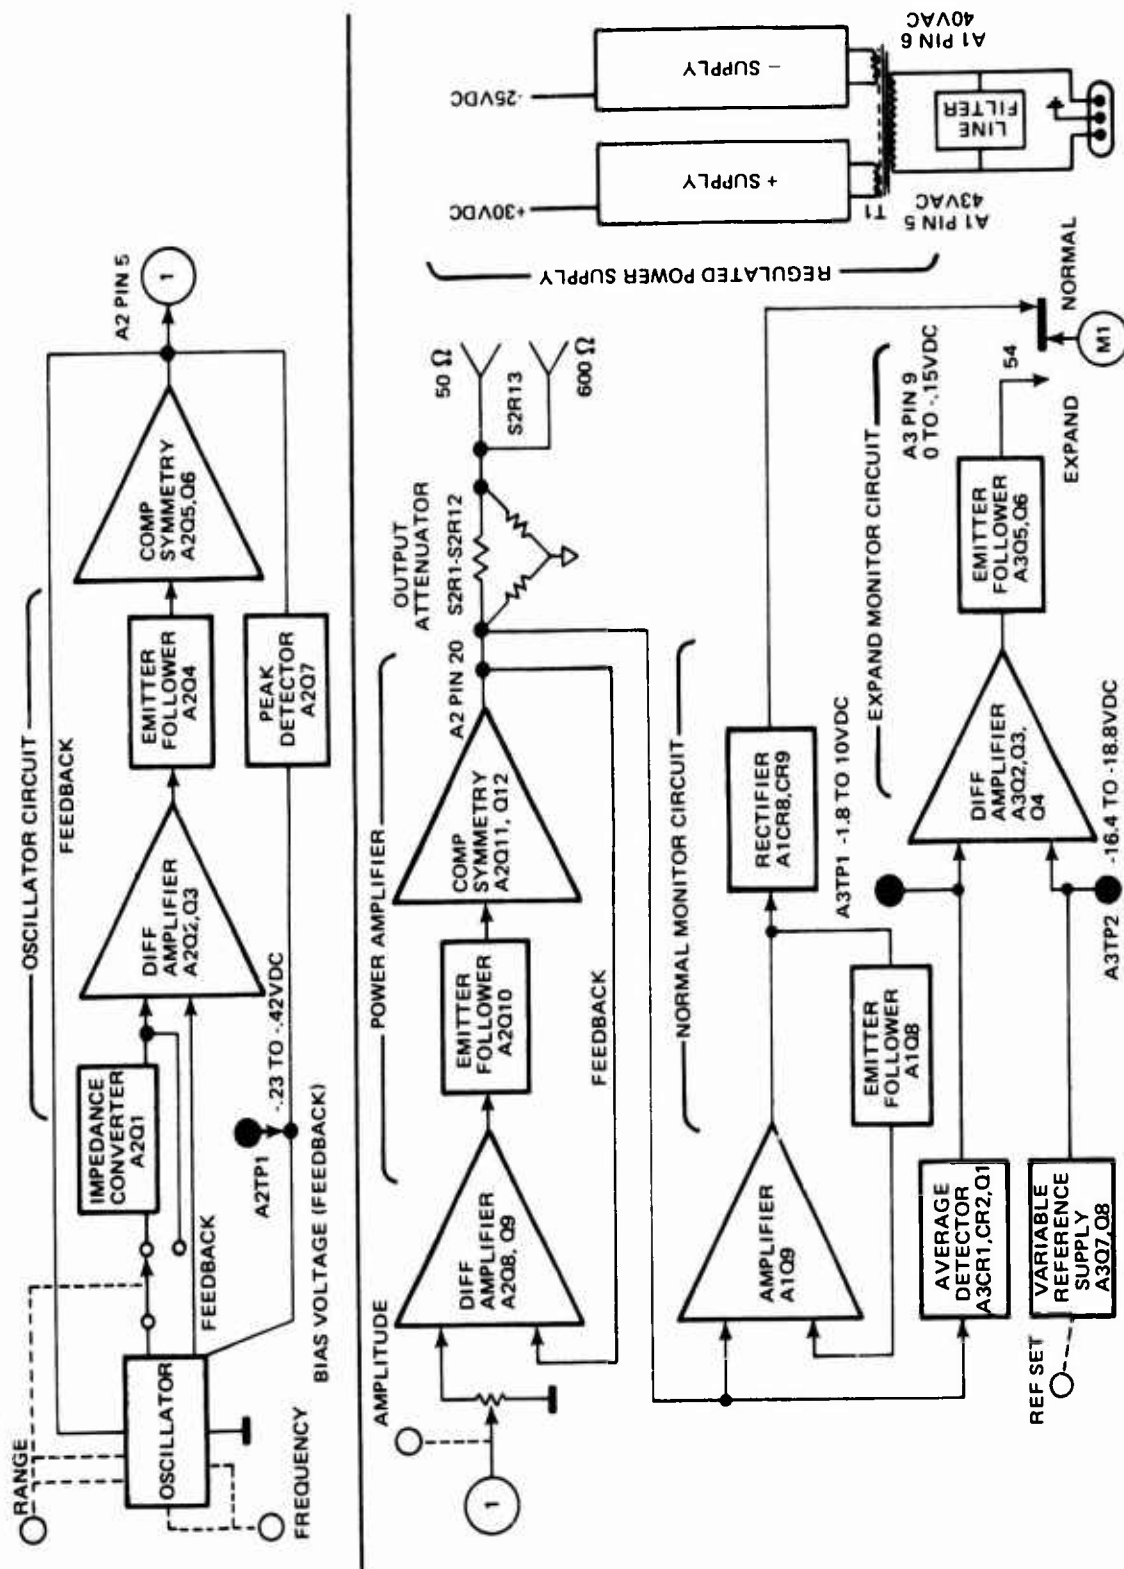 RANGE
OSCILLATOR
FREQUENCY
OSCILLATOR CIRCUIT
FEEDBACK
IMPEDANCE
CONVERTER
A2Q1
FEEDBACK
A2TP1
-.23 TO -.42VDC
BIAS VOLTAGE (FEEDBACK)
DIFF
AMPLIFIER
A2Q2,Q3
EMITTER
FOLLOWER
A2Q4
PEAK
DETECTOR
A2Q7
COMP
SYMMETRY
A2Q5,Q6
A2 PIN 5
1
1
AMPLITUDE
POWER AMPLIFIER
DIFF
AMPLIFIER
A2Q8, Q9
EMITTER
FOLLOWER
A2Q10
FEEDBACK
COMP
SYMMETRY
A2Q11, Q12
A2 PIN 20
OUTPUT
ATTENUATOR
S2R1-S2R12
50 Ω
S2R13
600 Ω
NORMAL MONITOR CIRCUIT
AMPLIFIER
A1Q9
EMITTER
FOLLOWER
A1Q8
RECTIFIER
A1CR8,CR9
A3TP1 -1.8 TO 10VDC
EXPAND MONITOR CIRCUIT
AVERAGE
DETECTOR
A3CR1,CR2,Q1
REF SET
VARIABLE
REFERENCE
SUPPLY
A3Q7,Q8
A3TP2
-16.4 TO -18.8VDC
DIFF
AMPLIFIER
A3Q2,Q3,
Q4
EMITTER
FOLLOWER
A3Q5,Q6
A3 PIN 9
0 TO -.15VDC
54
EXPAND
NORMAL
M1
REGULATED POWER SUPPLY
+30VDC
-25VDC
+ SUPPLY
- SUPPLY
T1
A1 PIN 5
43VAC
A1 PIN 6
40VAC
LINE
FILTER